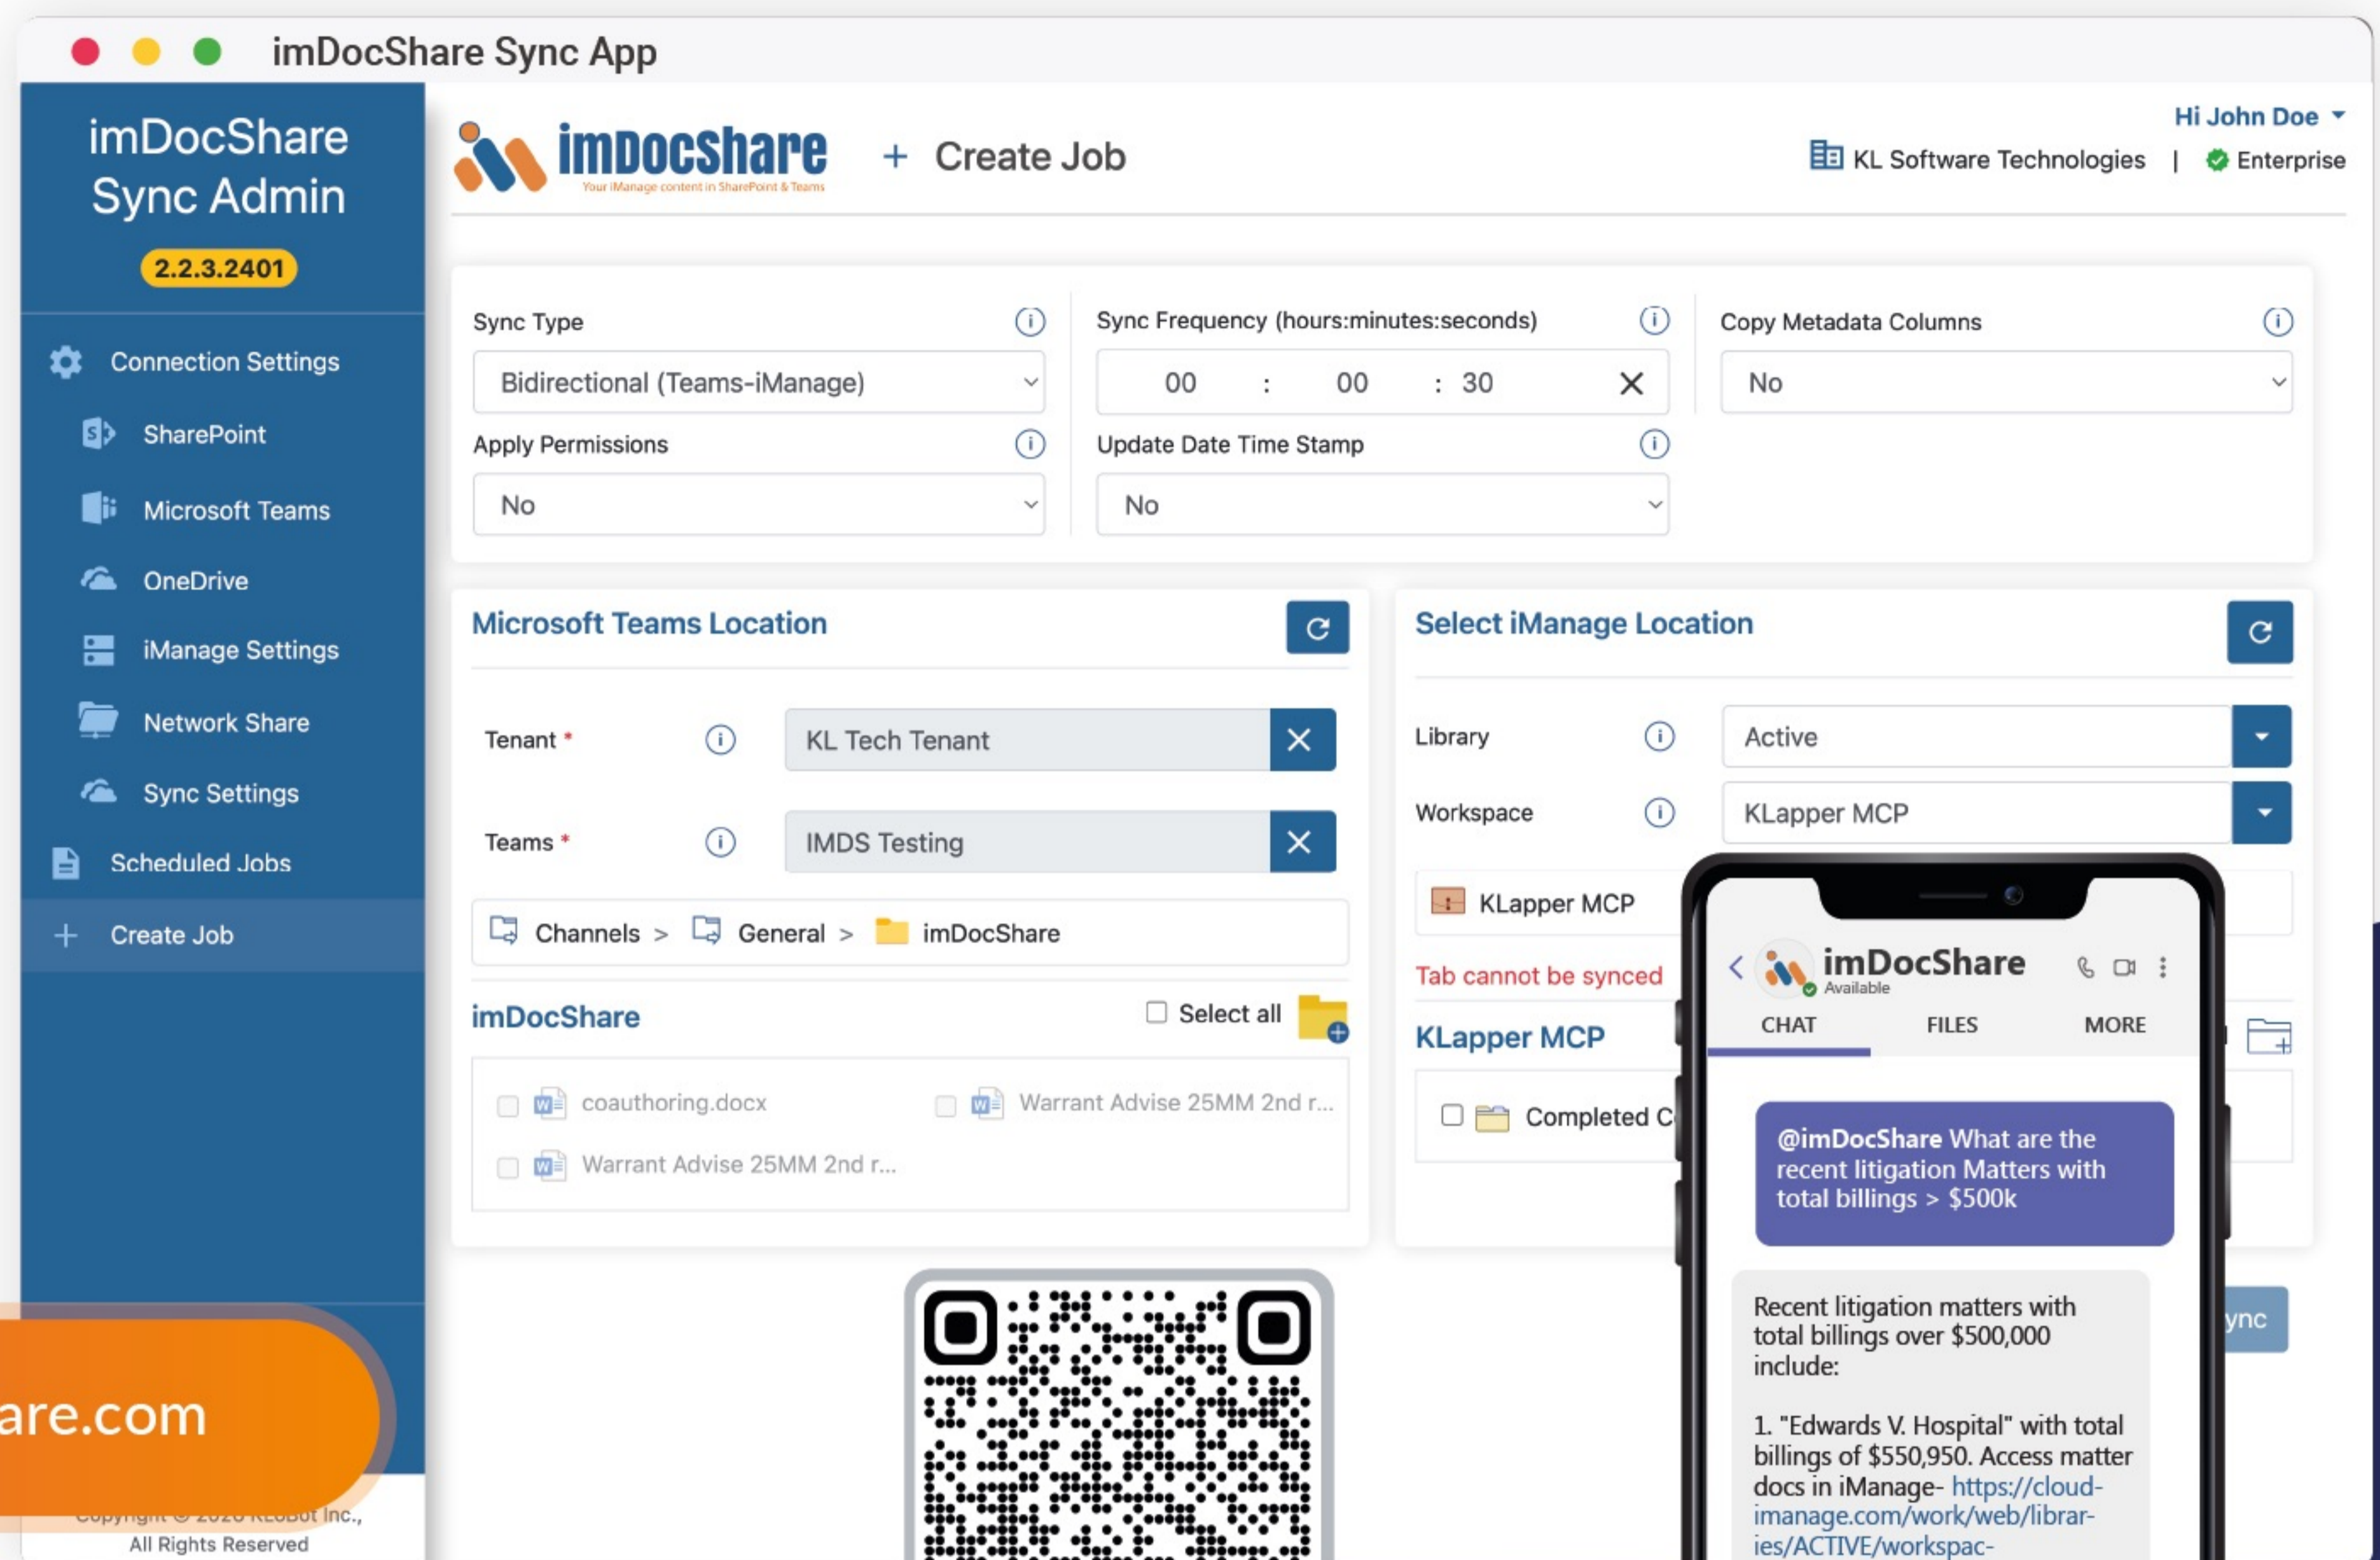 imDocShare Sync App
imDocShare
Sync Admin
2.2.3.2401
Connection Settings
SharePoint
Microsoft Teams
OneDrive
iManage Settings
Network Share
Sync Settings
Scheduled Jobs
+ Create Job
are.com
All Rights Reserved
imDocShare
Your iManage content in SharePoint & Teams
+ Create Job
Hi John Doe
KL Software Technologies | Enterprise
Sync Type
Bidirectional (Teams-iManage)
Sync Frequency (hours:minutes:seconds)
00 : 00 : 30
Copy Metadata Columns
No
Apply Permissions
No
Update Date Time Stamp
No
Microsoft Teams Location
Tenant *
KL Tech Tenant
Teams *
IMDS Testing
Channels > General > imDocShare
imDocShare
Select all
coauthoring.docx
Warrant Advise 25MM 2nd r...
Warrant Advise 25MM 2nd r...
Select iManage Location
Library
Active
Workspace
KLapper MCP
KLapper MCP
Tab cannot be synced
KLapper MCP
Completed C
ync
imDocShare
Available
CHAT FILES MORE
@imDocShare What are the
recent litigation Matters with
total billings > $500k
Recent litigation matters with
total billings over $500,000
include:
1. "Edwards V. Hospital" with total
billings of $550,950. Access matter
docs in iManage- https://cloud-
imanage.com/work/web/librar-
ies/ACTIVE/workspac-